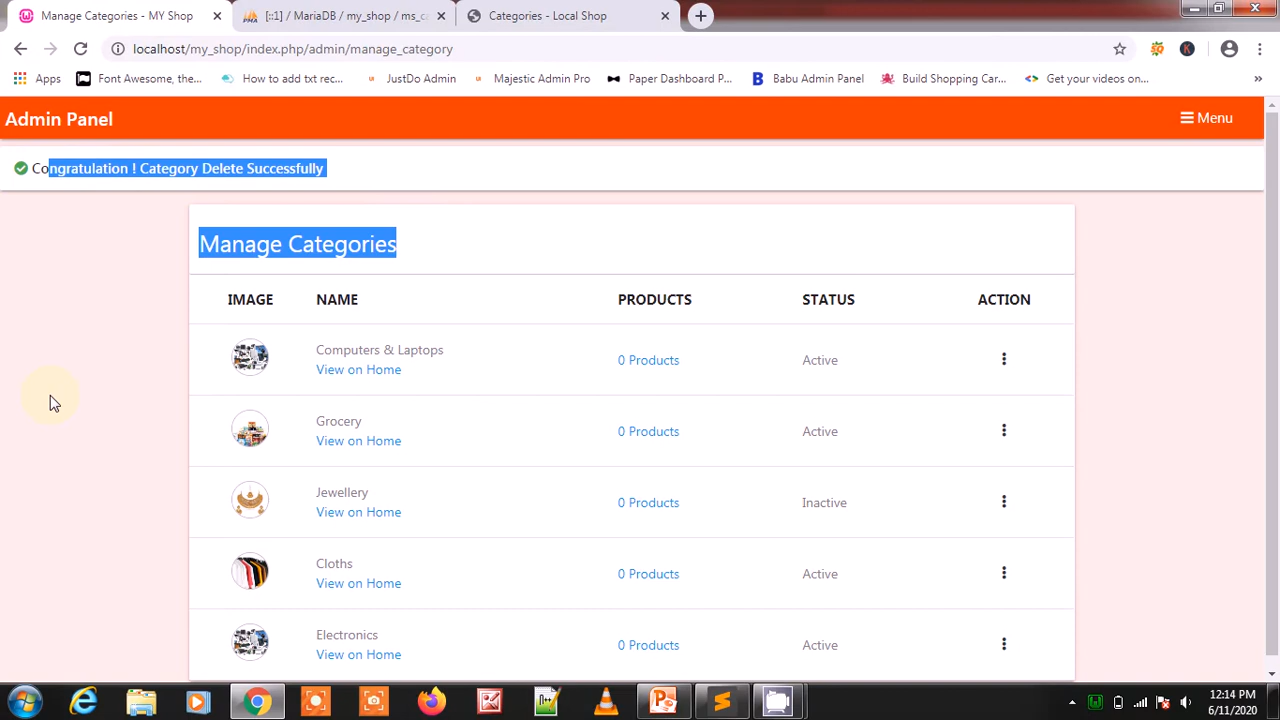 Manage Categories - MY Shop
[::1] / MariaDB / my_shop / ms_c
Categories - Local Shop
localhost/my_shop/index.php/admin/manage_category
Apps
Font Awesome, the...
How to add txt rec...
JustDo Admin
Majestic Admin Pro
Paper Dashboard P...
Babu Admin Panel
Build Shopping Car...
Get your videos on...
»
Admin Panel
Menu
Congratulation ! Category Delete Successfully
Manage Categories
IMAGE NAME PRODUCTS STATUS ACTION
Computers & Laptops
View on Home
0 Products
Active
Grocery
View on Home
0 Products
Active
Jewellery
View on Home
0 Products
Inactive
Cloths
View on Home
0 Products
Active
Electronics
View on Home
0 Products
Active
12:14 PM
6/11/2020